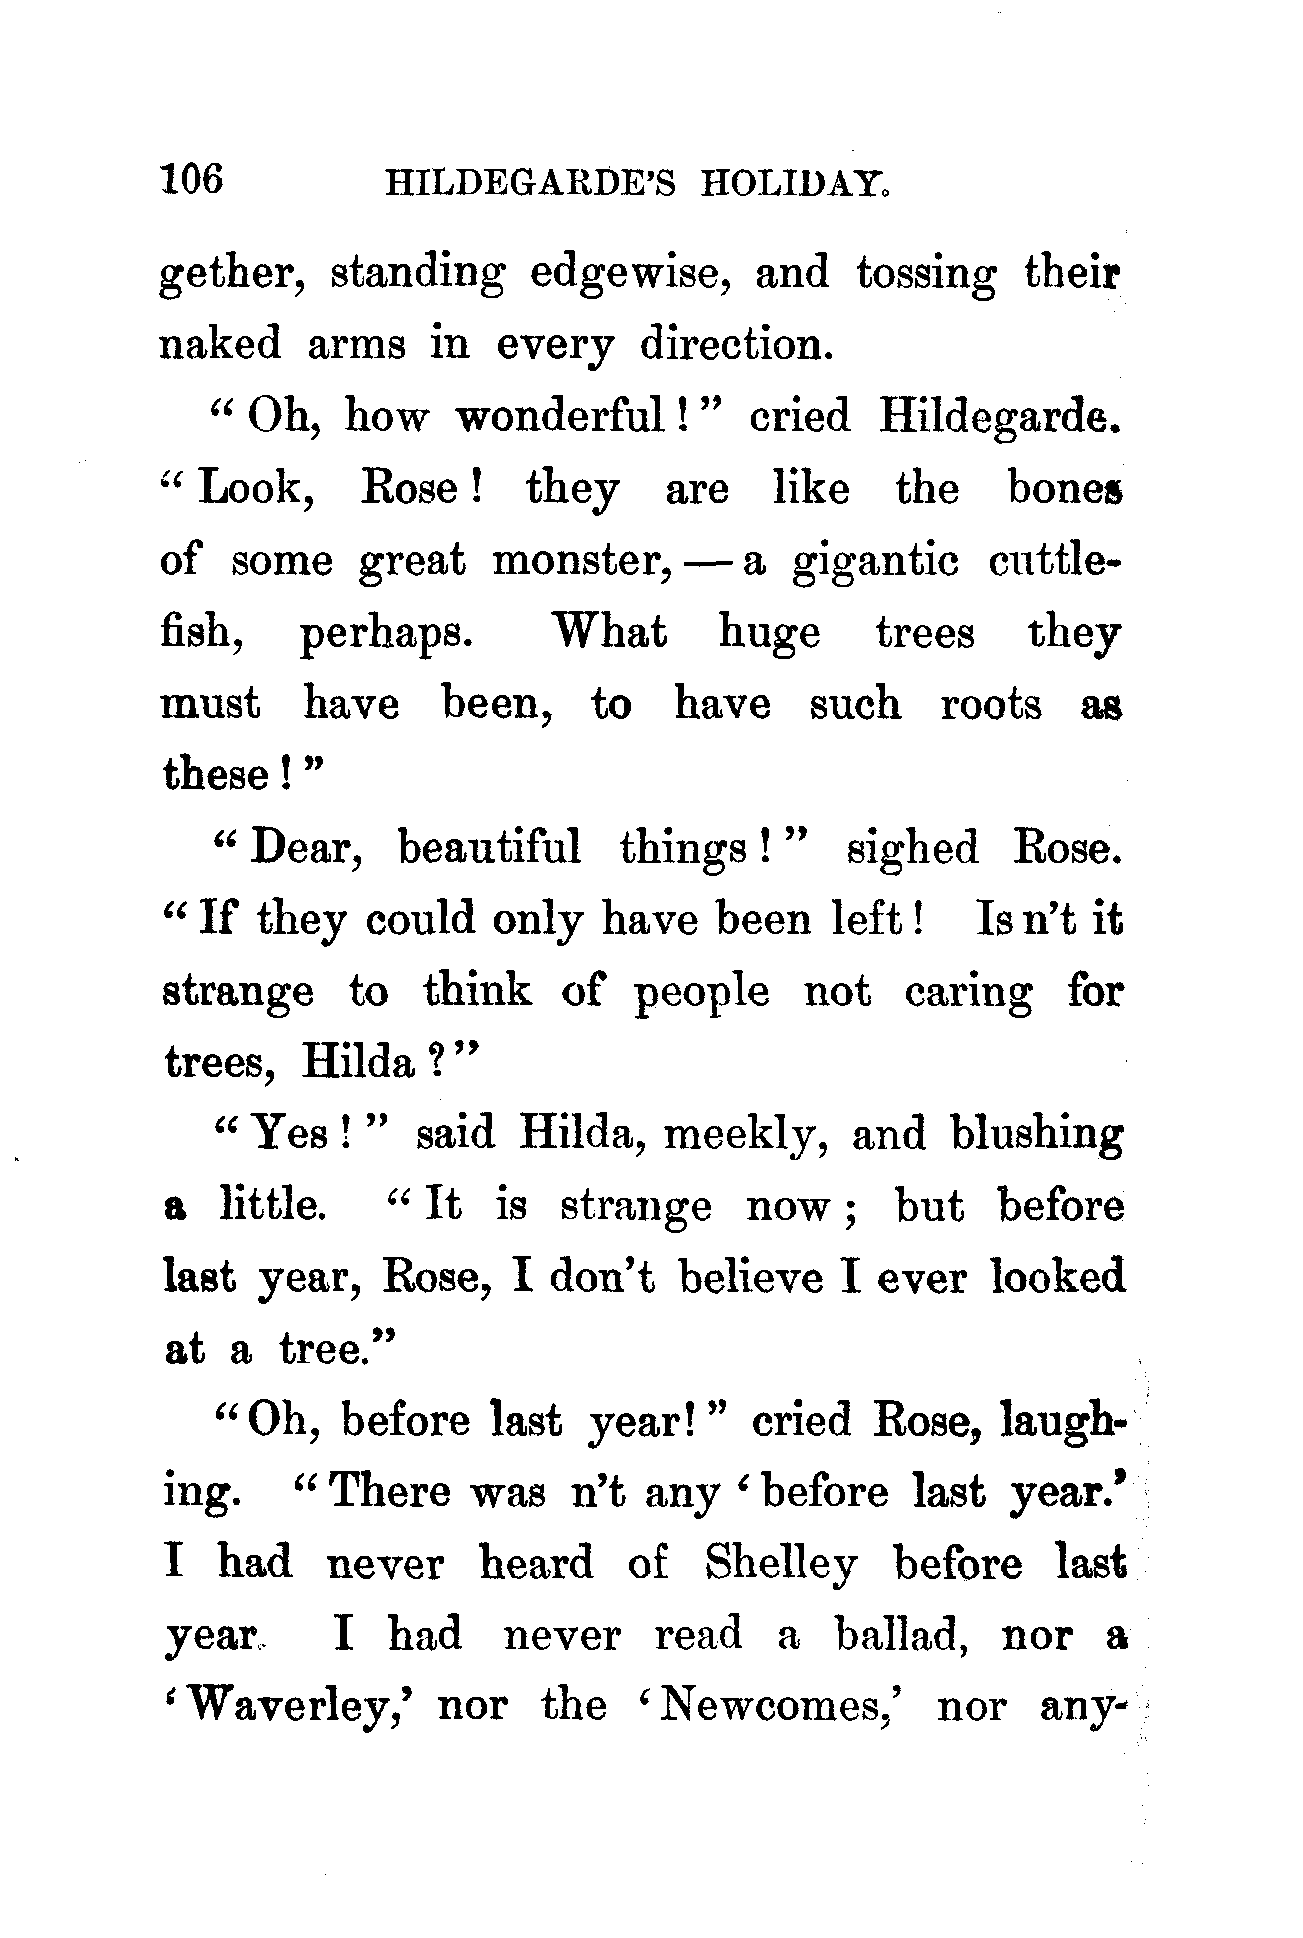 106 HILDEGARDE'S HOLIDAY.
gether, standing edgewise, and tossing their
naked arms in every direction.
“Oh, how wonderful!” cried Hildegarde.
“Look, Rose! they are like the bones
of some great monster,—a gigantic cuttle-
fish, perhaps. What huge trees they
must have been, to have such roots as
these!”
“Dear, beautiful things!” sighed Rose.
“If they could only have been left! Is n't it
strange to think of people not caring for
trees, Hilda?”
“Yes!” said Hilda, meekly, and blushing
a little. “It is strange now; but before
last year, Rose, I don't believe I ever looked
at a tree.”
“Oh, before last year!” cried Rose, laugh-
ing. “There was n't any ‘before last year.’
I had never heard of Shelley before last
year. I had never read a ballad, nor a
‘Waverley,’ nor the ‘Newcomes,’ nor any-